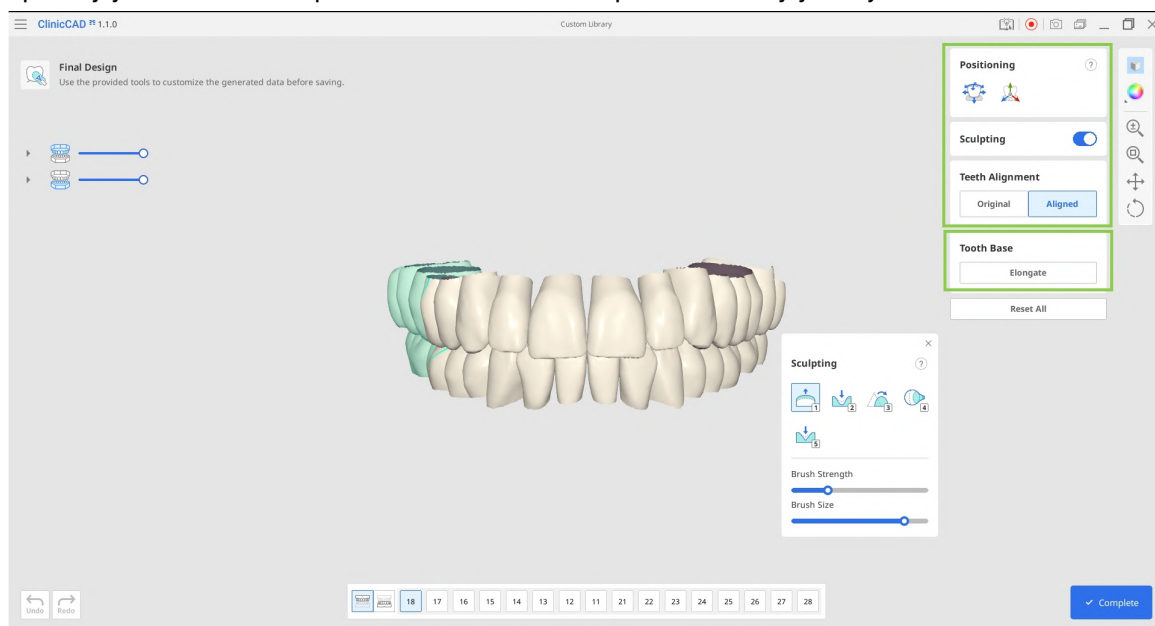 ClinicCAD 1.1.0
Custom Library
Final Design
Use the provided tools to customize the generated data before saving.
Positioning
?
Sculpting
Teeth Alignment
Original Aligned
Tooth Base
Elongate
Reset All
Sculpting
?
1 2 3 4
5
Brush Strength
Brush Size
Undo Redo
18 17 16 15 14 13 12 11 21 22 23 24 25 26 27 28
Complete